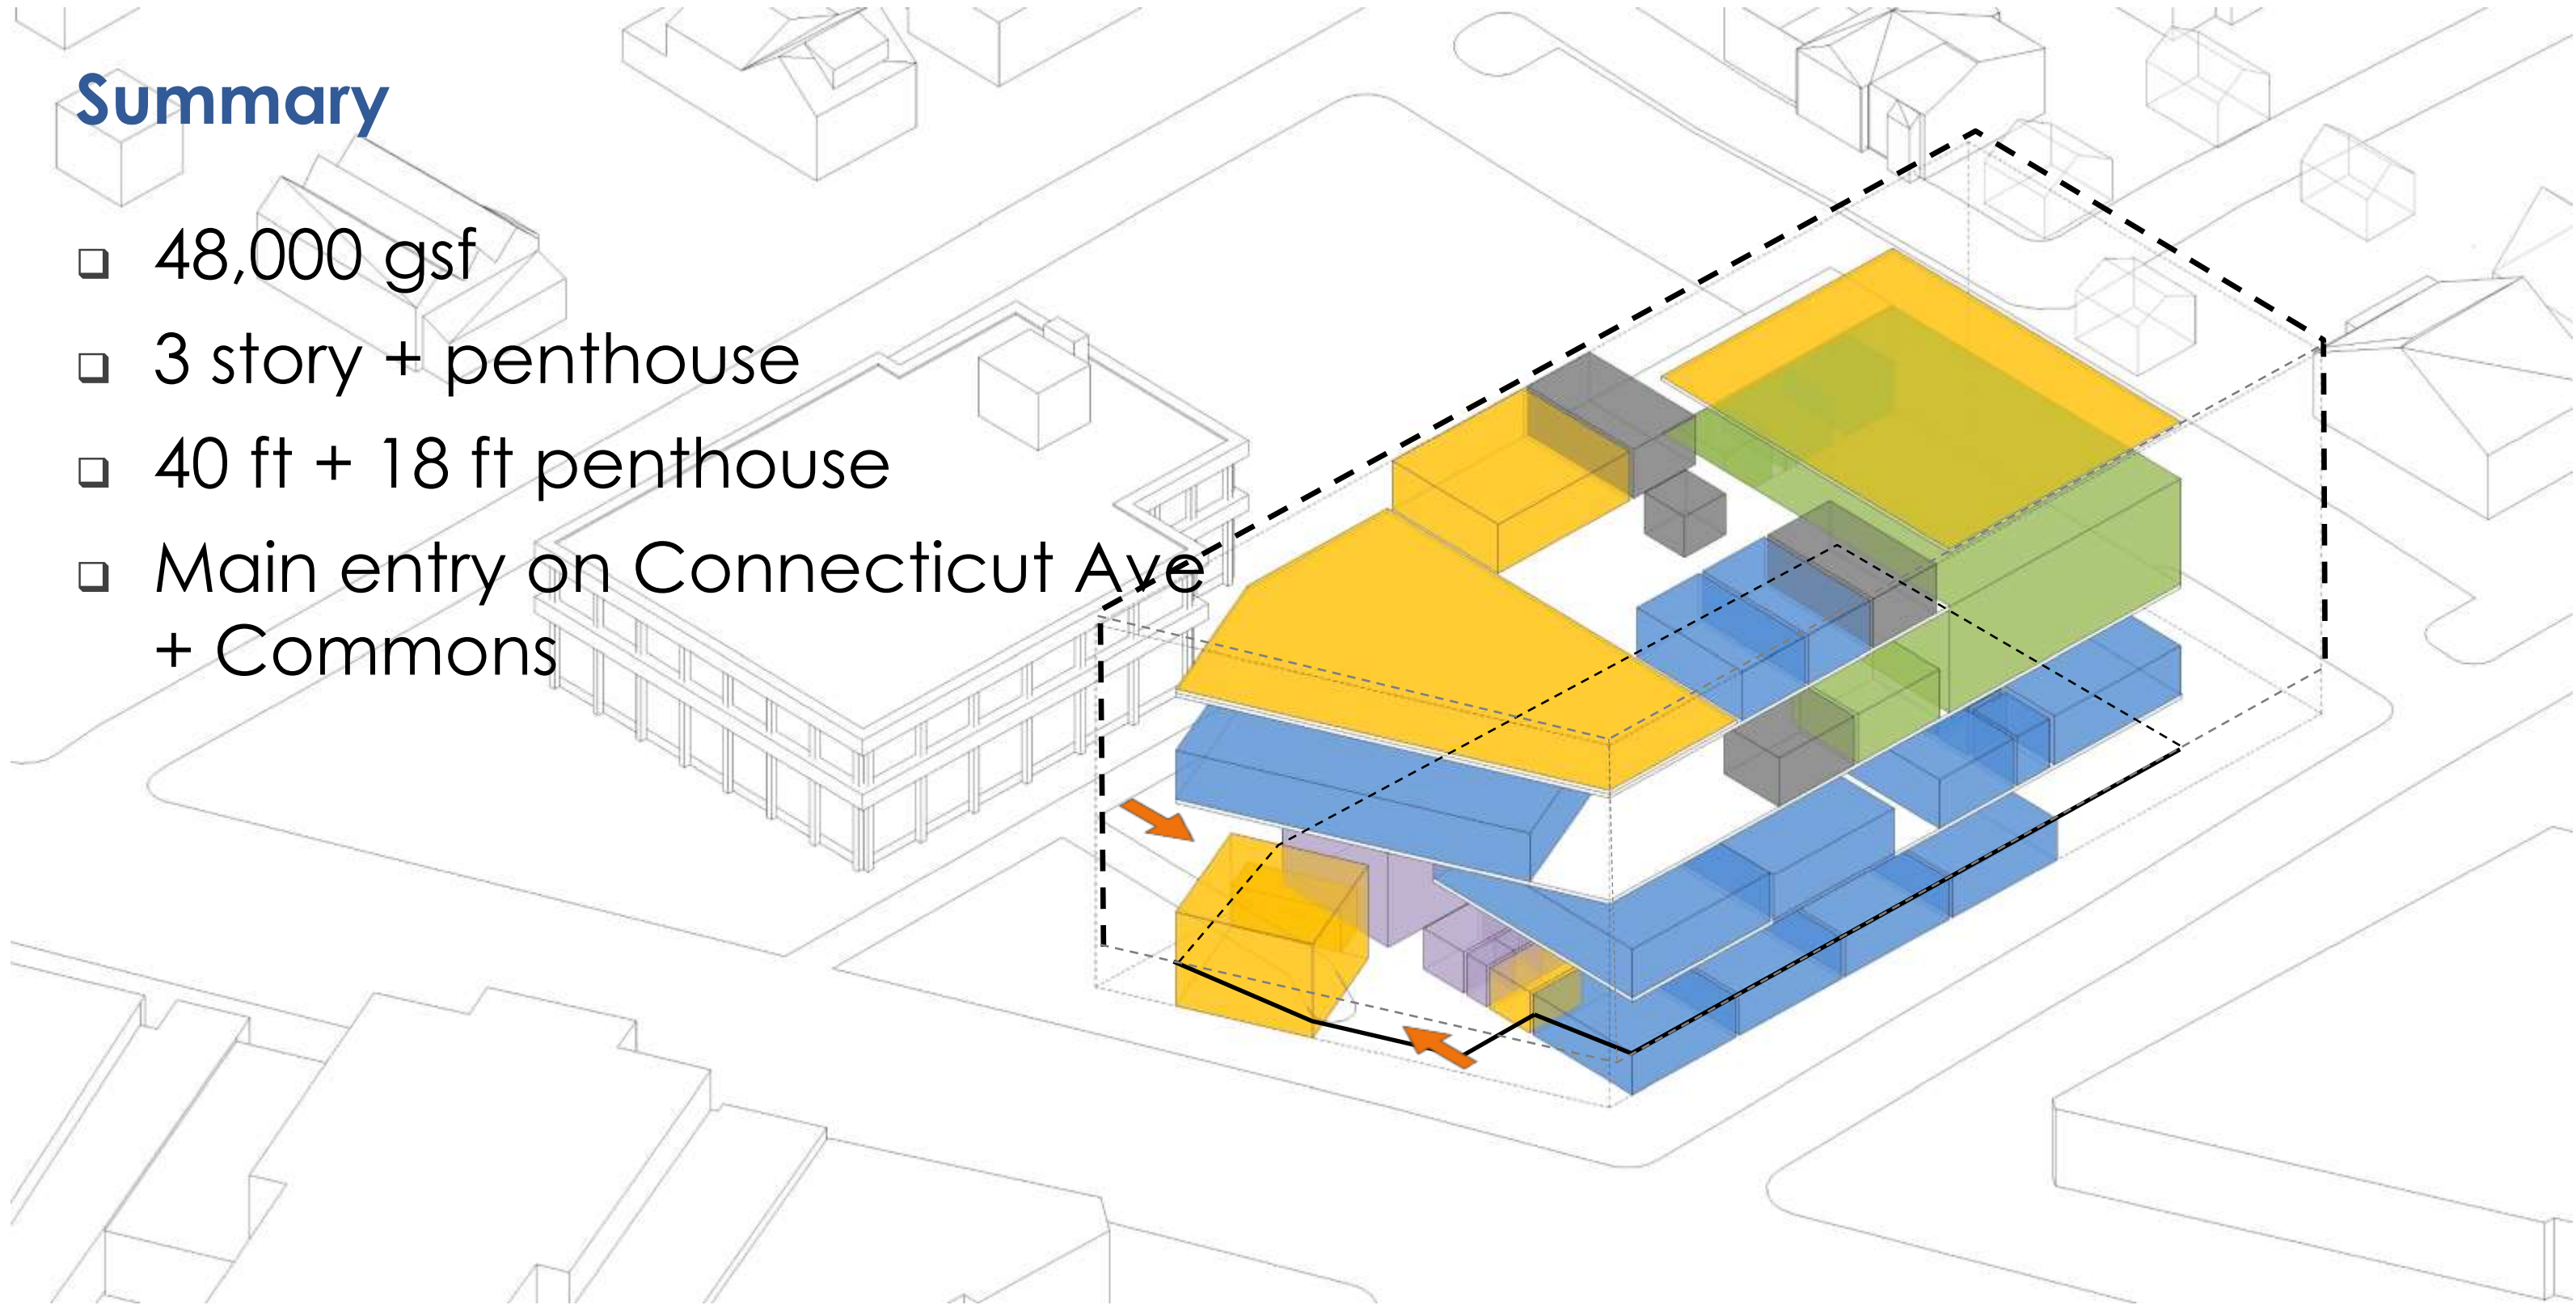 Summary
48,000 gsf
3 story + penthouse
40 ft + 18 ft penthouse
Main entry on Connecticut Ave
+ Commons